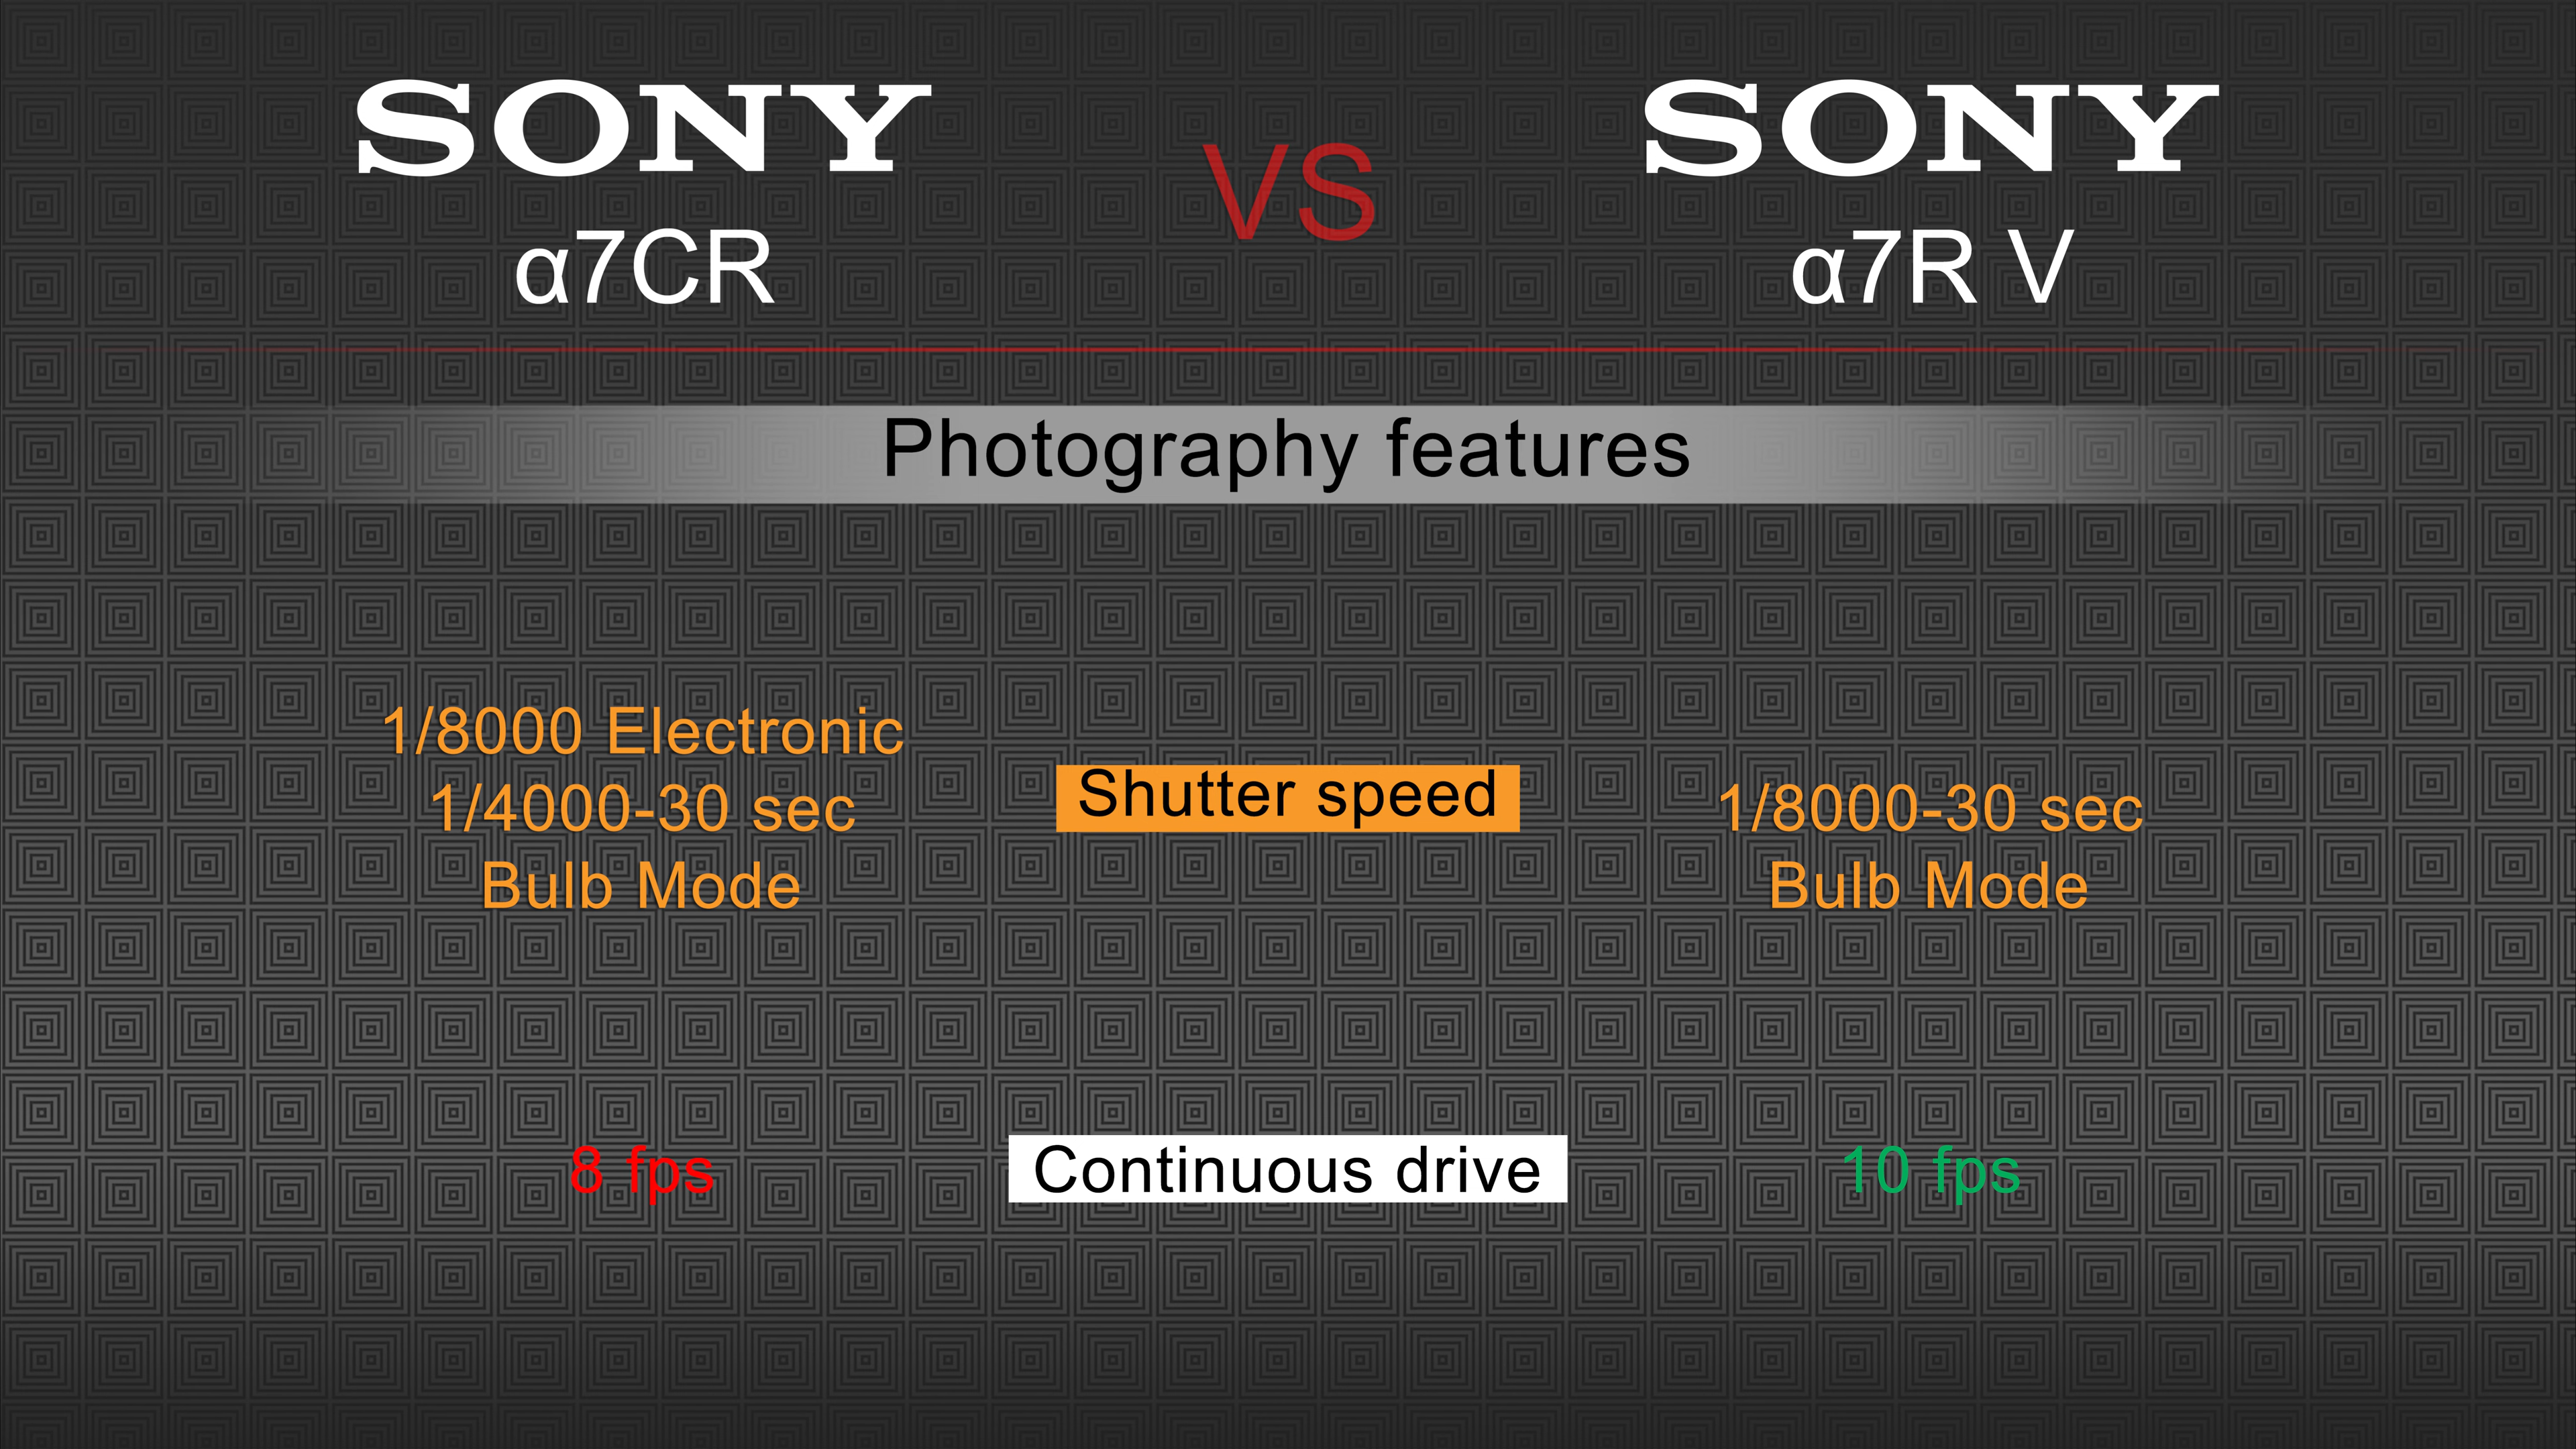 SONY
α7CR
VS
SONY
α7R V
Photography features
1/8000 Electronic
1/4000-30 sec
Bulb Mode
Shutter speed
1/8000-30 sec
Bulb Mode
8 fps
Continuous drive
10 fps